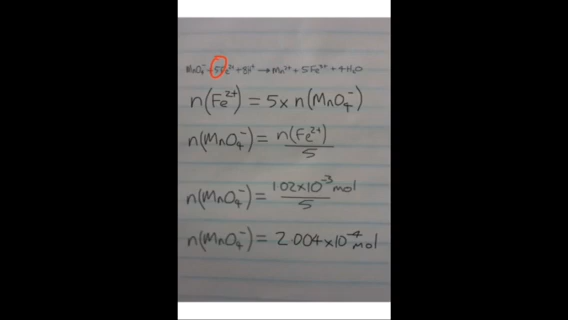 MnO₄⁻ + 5Fe²⁺ + 8H⁺ → Mn²⁺ + 5Fe³⁺ + 4H₂O
n(Fe²⁺) = 5 x n(MnO₄⁻)
n(MnO₄⁻) = n(Fe²⁺) / 5
n(MnO₄⁻) = 1.02 x 10⁻³ mol / 5
n(MnO₄⁻) = 2.004 x 10⁻⁴ mol